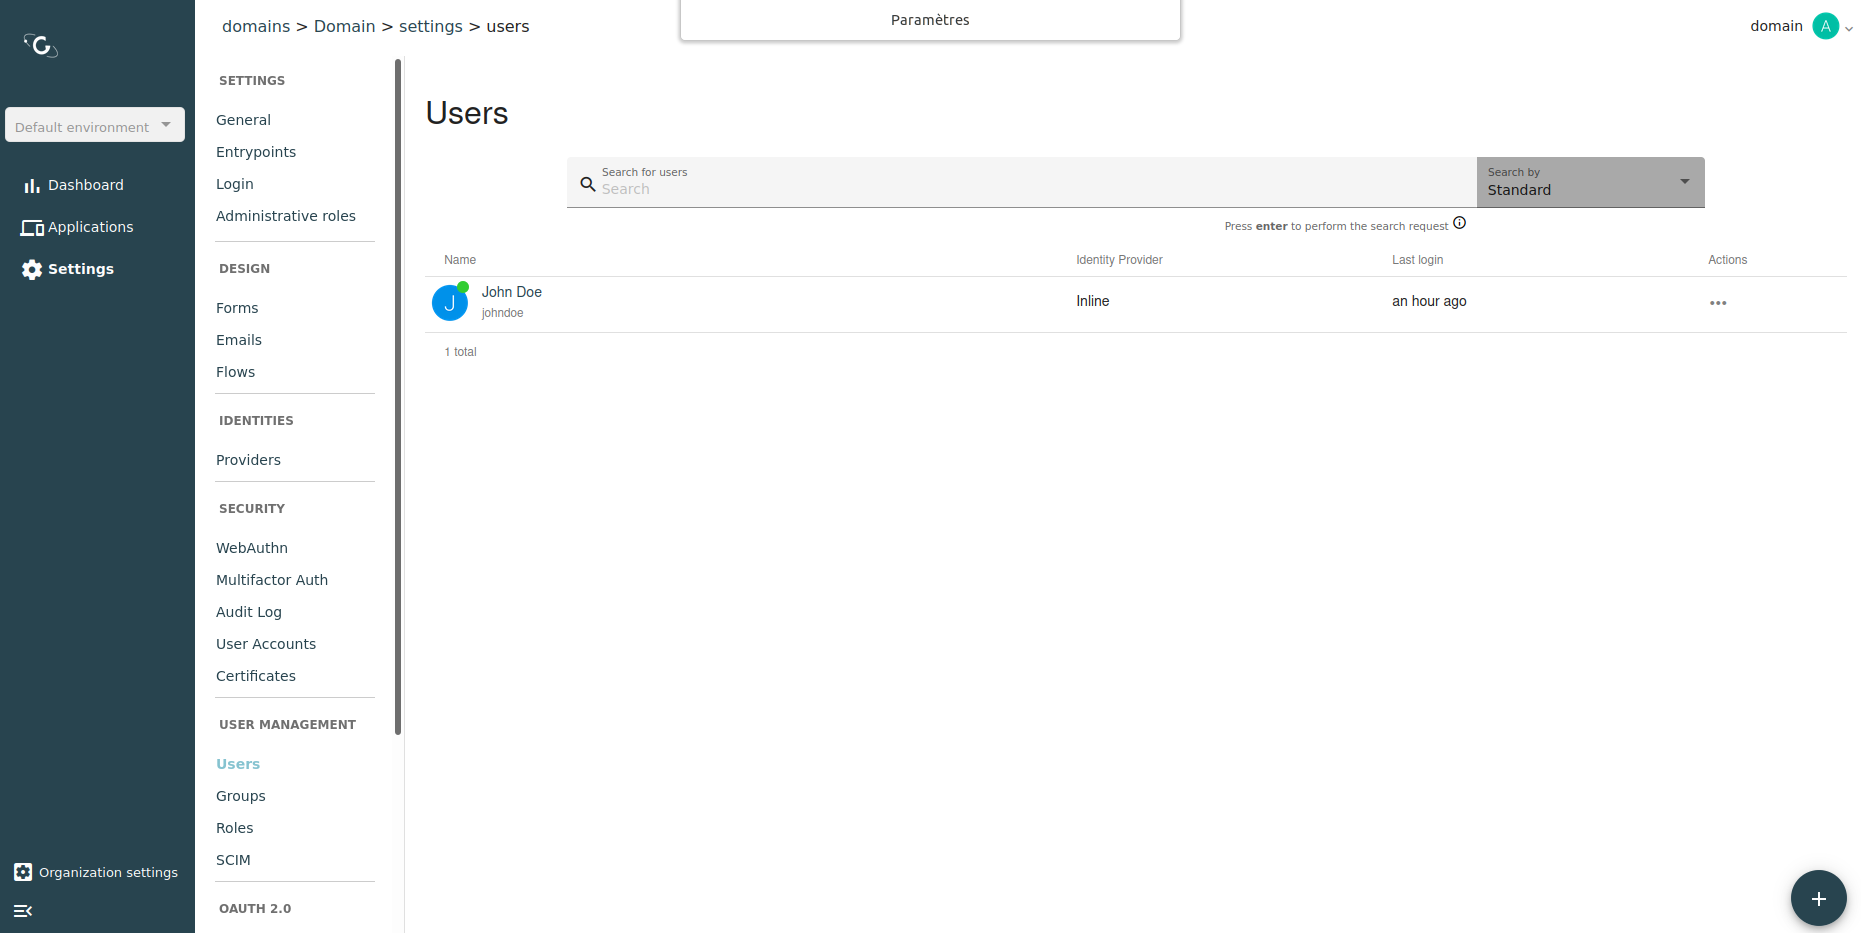 domains > Domain > settings > users
Paramètres
domain
A
Default environment
Dashboard
Applications
Settings
Organization settings
SETTINGS
General
Entrypoints
Login
Administrative roles
DESIGN
Forms
Emails
Flows
IDENTITIES
Providers
SECURITY
WebAuthn
Multifactor Auth
Audit Log
User Accounts
Certificates
USER MANAGEMENT
Users
Groups
Roles
SCIM
OAUTH 2.0
Users
Search for users
Search
Search by
Standard
Press enter to perform the search request
Name Identity Provider Last login Actions
J
John Doe Inline an hour ago
johndoe
1 total